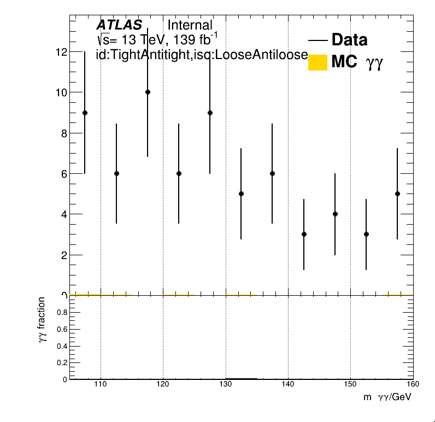 ATLAS Internal
√s= 13 TeV, 139 fb⁻¹
id:TightAntitight,iso:LooseAntiloose
Data
MC γγ
12
10
8
6
4
2
0
γγ fraction
0.8
0.6
0.4
0.2
0
110 120 130 140 150 160
m γγ/GeV